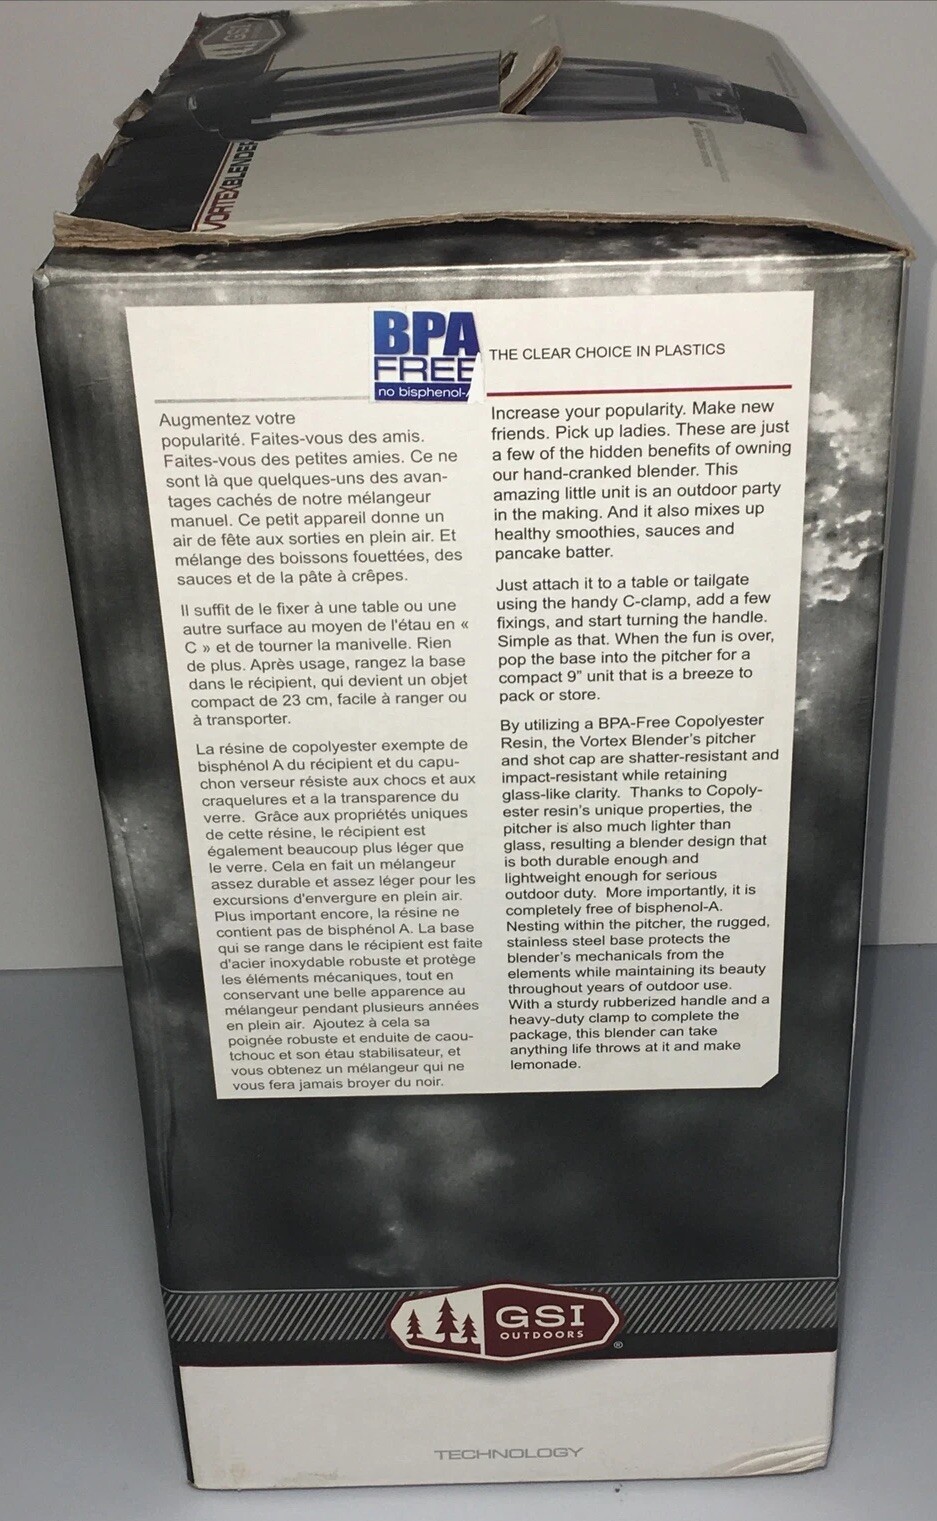 GSI
VORTEXBLENDER
BPA
FREE
no bisphenol-A
THE CLEAR CHOICE IN PLASTICS
Augmentez votre
popularité. Faites-vous des amis.
Faites-vous des petites amies. Ce ne
sont là que quelques-uns des avan-
tages cachés de notre mélangeur
manuel. Ce petit appareil donne un
air de fête aux sorties en plein air. Et
mélange des boissons fouettées, des
sauces et de la pâte à crêpes.
Il suffit de le fixer à une table ou une
autre surface au moyen de l'étau en «
C » et de tourner la manivelle. Rien
de plus. Après usage, rangez la base
dans le récipient, qui devient un objet
compact de 23 cm, facile à ranger ou
à transporter.
La résine de copolyester exempte de
bisphénol A du récipient et du capu-
chon verseur résiste aux chocs et aux
craquelures et a la transparence du
verre. Grâce aux propriétés uniques
de cette résine, le récipient est
également beaucoup plus léger que
le verre. Cela en fait un mélangeur
assez durable et assez léger pour les
excursions d'envergure en plein air.
Plus important encore, la résine ne
contient pas de bisphénol A. La base
qui se range dans le récipient est faite
d'acier inoxydable robuste et protège
les éléments mécaniques, tout en
conservant une belle apparence au
mélangeur pendant plusieurs années
en plein air. Ajoutez à cela sa
poignée robuste et enduite de caou-
tchouc et son étau stabilisateur, et
vous obtenez un mélangeur qui ne
vous fera jamais broyer du noir.
Increase your popularity. Make new
friends. Pick up ladies. These are just
a few of the hidden benefits of owning
our hand-cranked blender. This
amazing little unit is an outdoor party
in the making. And it also mixes up
healthy smoothies, sauces and
pancake batter.
Just attach it to a table or tailgate
using the handy C-clamp, add a few
fixings, and start turning the handle.
Simple as that. When the fun is over,
pop the base into the pitcher for a
compact 9" unit that is a breeze to
pack or store.
By utilizing a BPA-Free Copolyester
Resin, the Vortex Blender's pitcher
and shot cap are shatter-resistant and
impact-resistant while retaining
glass-like clarity. Thanks to Copoly-
ester resin's unique properties, the
pitcher is also much lighter than
glass, resulting a blender design that
is both durable enough and
lightweight enough for serious
outdoor duty. More importantly, it is
completely free of bisphenol-A.
Nesting within the pitcher, the rugged,
stainless steel base protects the
blender's mechanicals from the
elements while maintaining its beauty
throughout years of outdoor use.
With a sturdy rubberized handle and a
heavy-duty clamp to complete the
package, this blender can take
anything life throws at it and make
lemonade.
GSI
OUTDOORS
®
TECHNOLOGY